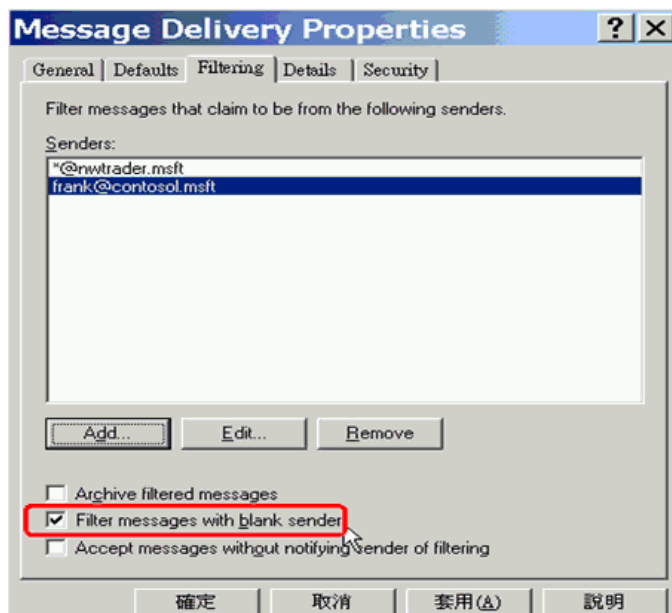 Message Delivery Properties ? X
General Defaults Filtering Details Security
Filter messages that claim to be from the following senders.
Senders:
*@nwtrader.msft
frank@contosol.msft
Add... Edit... Remove
Archive filtered messages
Filter messages with blank sender
Accept messages without notifying sender of filtering
確定 取消 套用(A) 說明